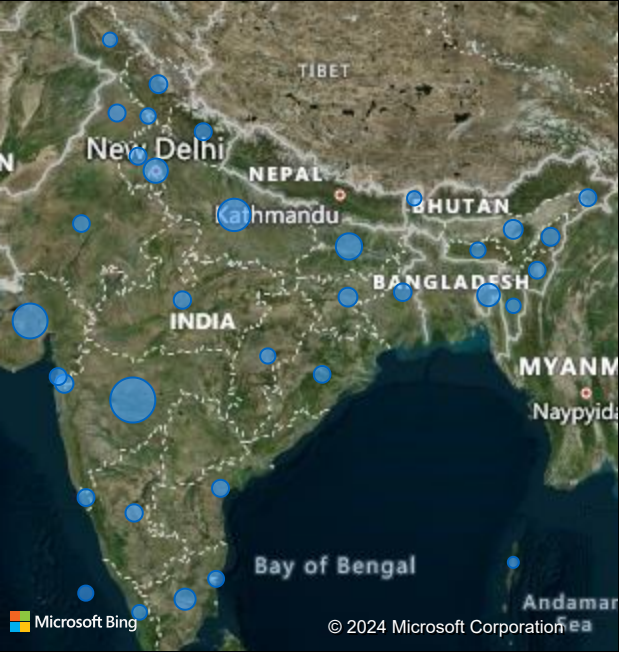 TIBET
N
New Delhi
NEPAL
Kathmandu
BHUTAN
BANGLADESH
INDIA
MYANM
Naypyida
Bay of Bengal
Andaman
Sea
Microsoft Bing
© 2024 Microsoft Corporation